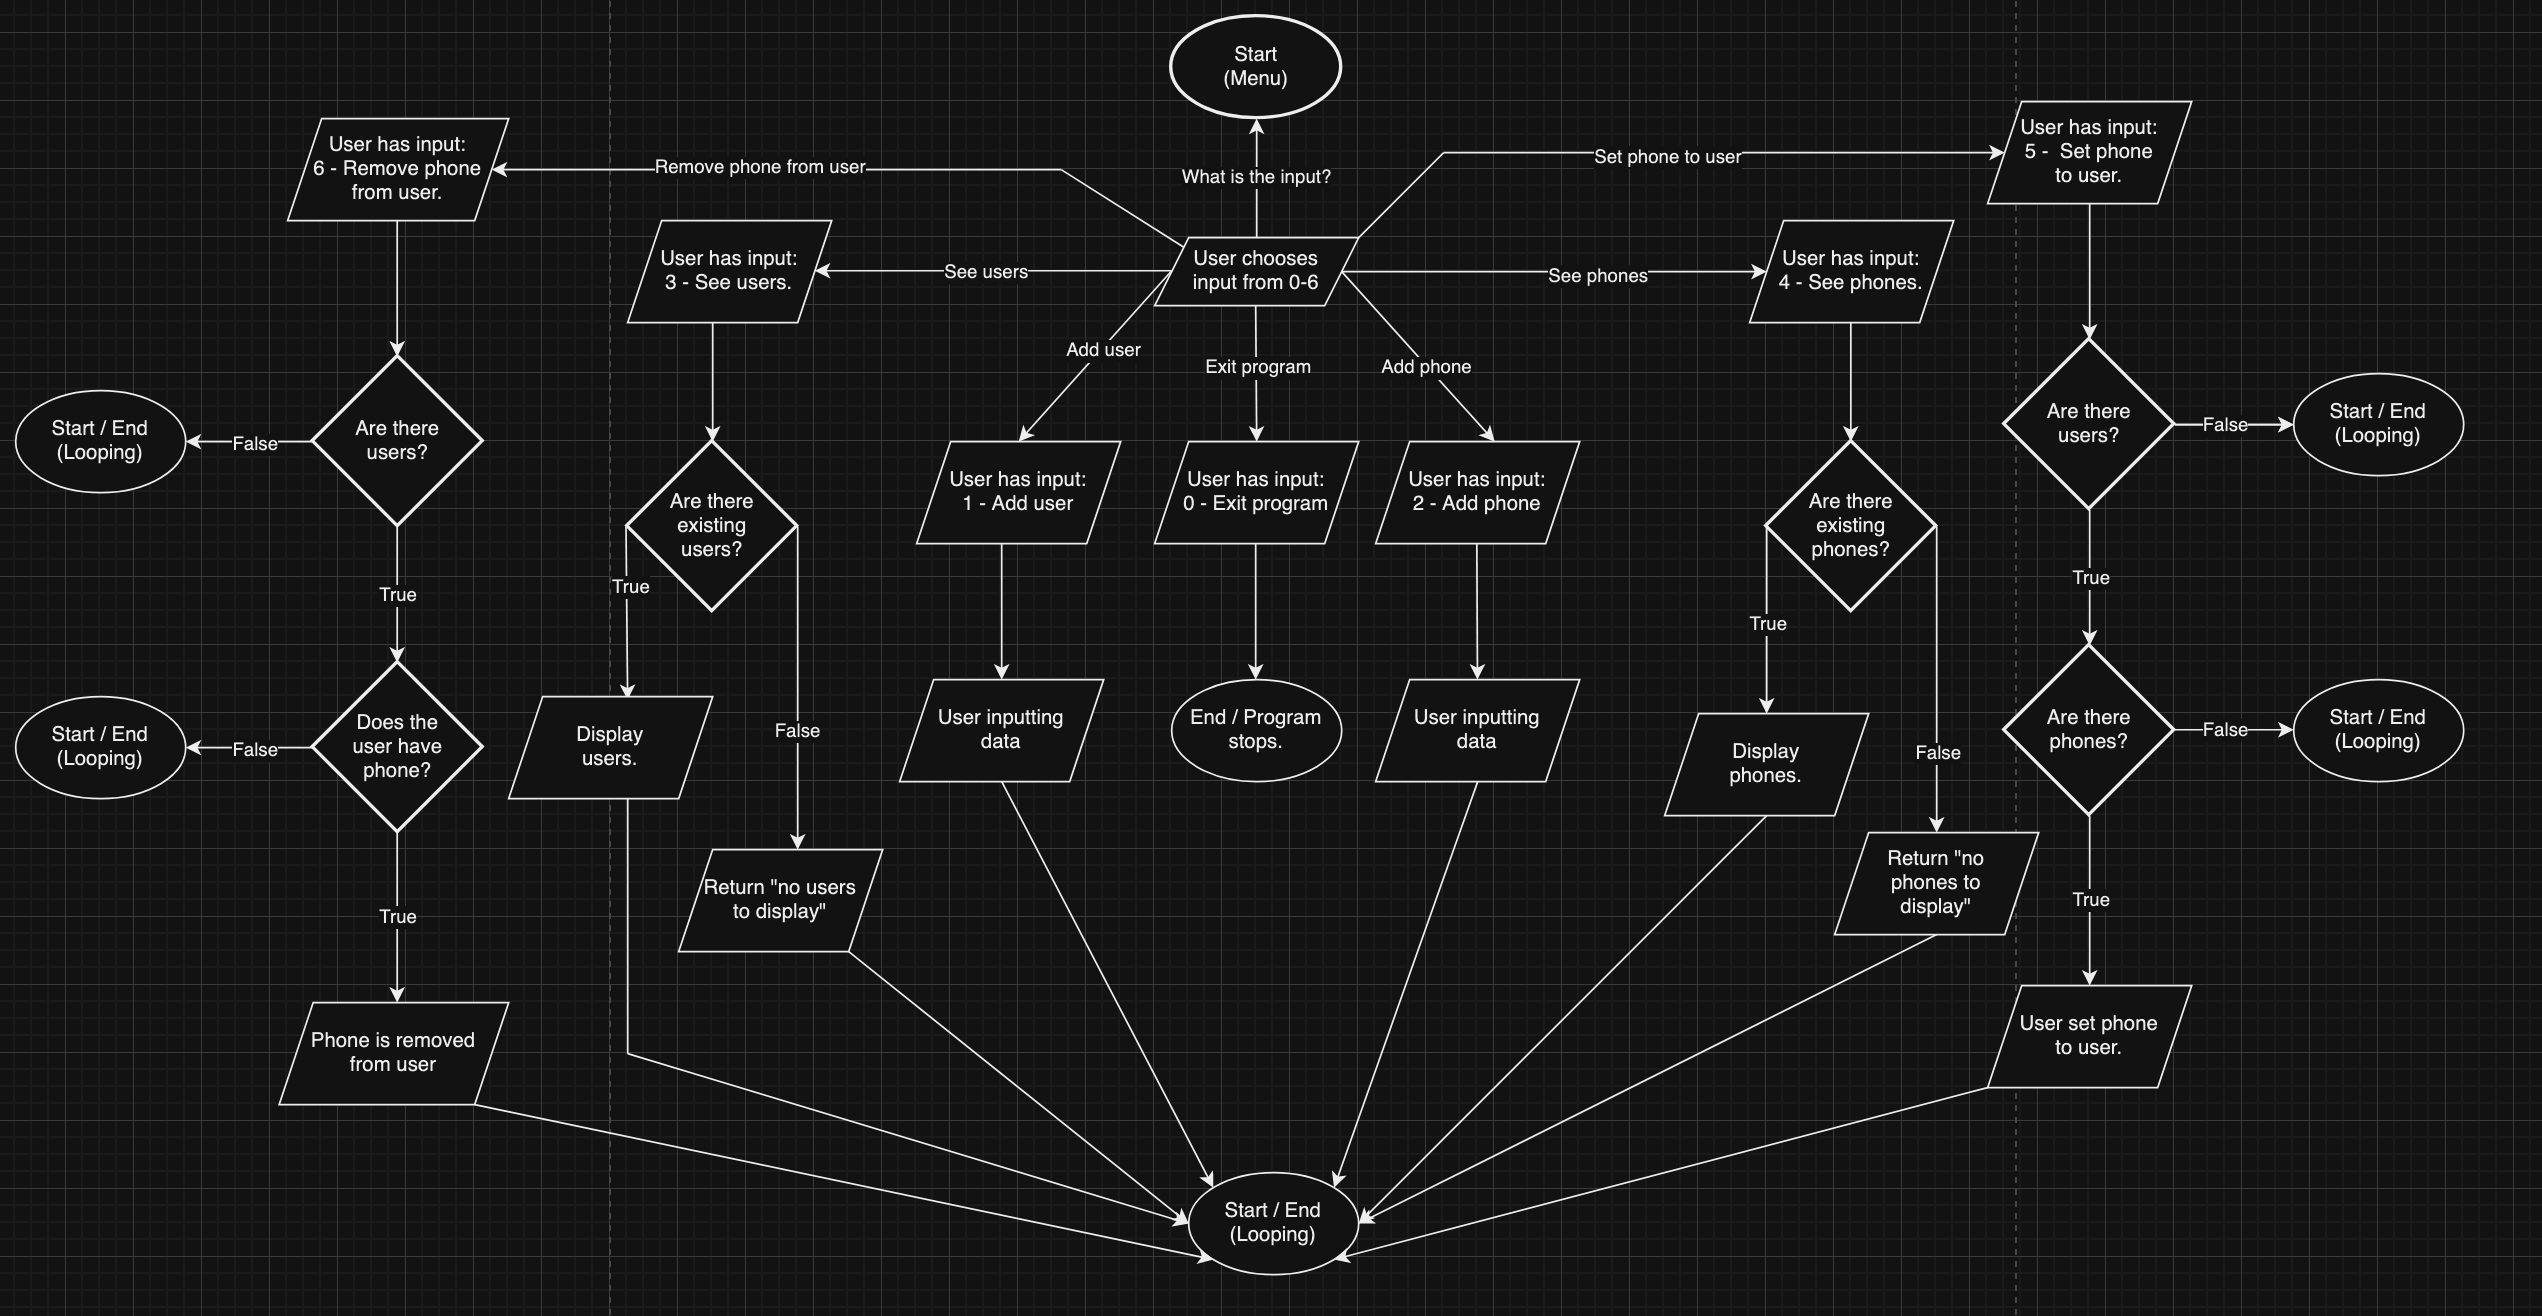 Start
(Menu)
What is the input?
User chooses
input from 0-6
Remove phone from user
User has input:
6 - Remove phone
from user.
Are there
users?
False
Start / End
(Looping)
True
Does the
user have
phone?
False
Start / End
(Looping)
True
Phone is removed
from user
See users
User has input:
3 - See users.
Are there
existing
users?
True
Display
users.
False
Return "no users
to display"
Add user
User has input:
1 - Add user
User inputting
data
Exit program
User has input:
0 - Exit program
End / Program
stops.
Add phone
User has input:
2 - Add phone
User inputting
data
See phones
User has input:
4 - See phones.
Are there
existing
phones?
True
Display
phones.
False
Return "no
phones to
display"
Set phone to user
User has input:
5 -  Set phone
to user.
Are there
users?
False
Start / End
(Looping)
True
Are there
phones?
False
Start / End
(Looping)
True
User set phone
to user.
Start / End
(Looping)